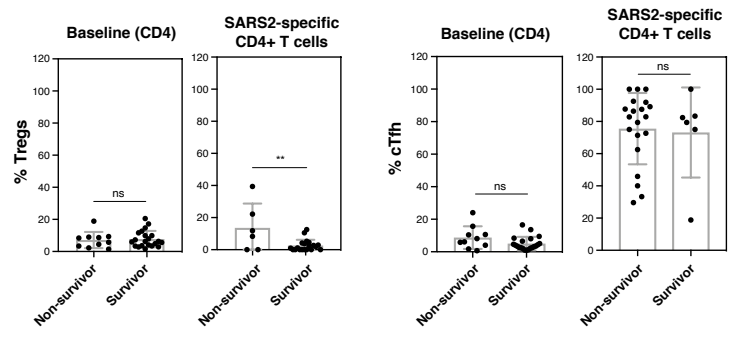 Baseline (CD4)
SARS2-specific
CD4+ T cells
% Tregs
120
100
80
60
40
20
0
ns
Non-survivor
Survivor
120
100
80
60
40
20
0
**
Non-survivor
Survivor
Baseline (CD4)
SARS2-specific
CD4+ T cells
% cTfh
120
100
80
60
40
20
0
ns
Non-survivor
Survivor
120
100
80
60
40
20
0
ns
Non-survivor
Survivor